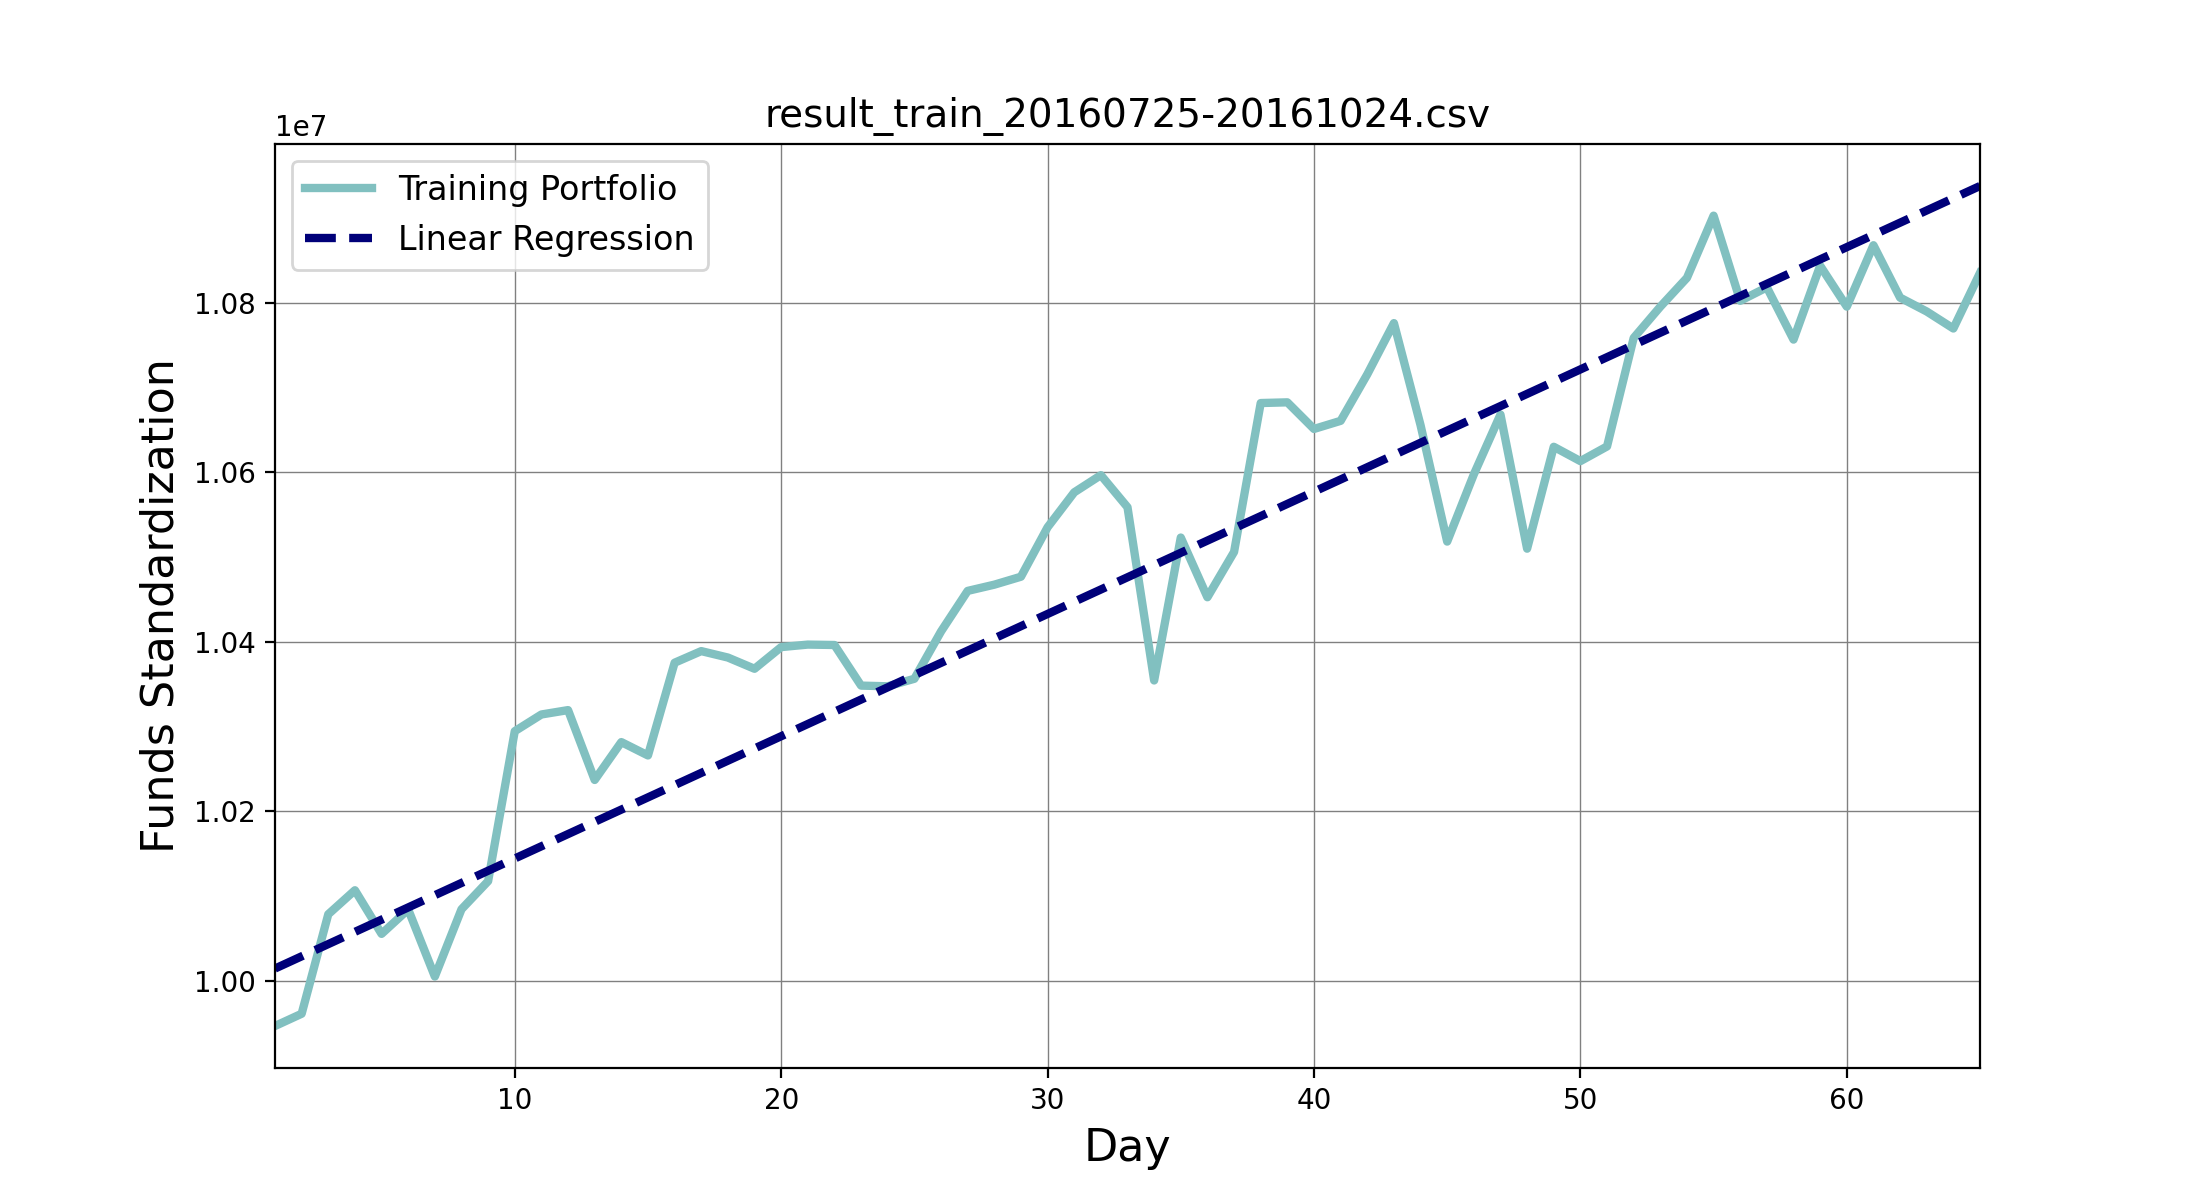 result_train_20160725-20161024.csv
1e7
Training Portfolio
Linear Regression
Funds Standardization
1.08
1.06
1.04
1.02
1.00
10 20 30 40 50 60
Day